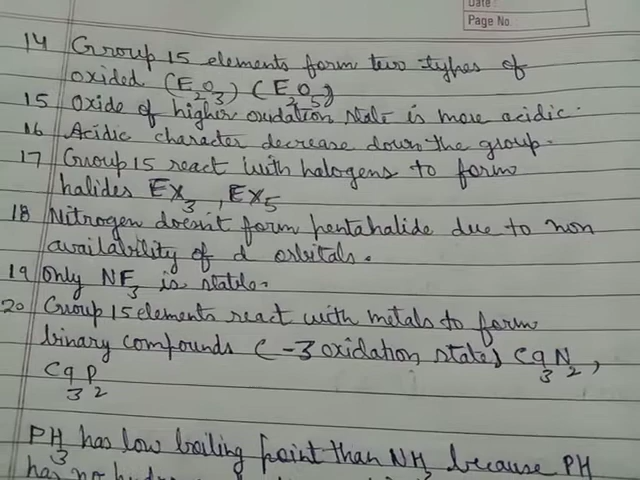 Date :
Page No.
14 Group 15 elements form two types of
oxided (E₂O₃) (E₂O₅)
15 Oxide of higher oxidation state is more acidic.
16 Acidic character decrease down the group.
17 Group 15 react with halogens to form
halides EX₃, EX₅
18 Nitrogen doesn't form pentahalide due to non
availability of d orbitals.
19 Only NF₃ is stable.
20 Group 15 elements react with metals to form
binary compounds (-3 oxidation state) Ca₃N₂,
Ca₃P₂
PH₃ has low boiling point than NH₃ because PH
has no